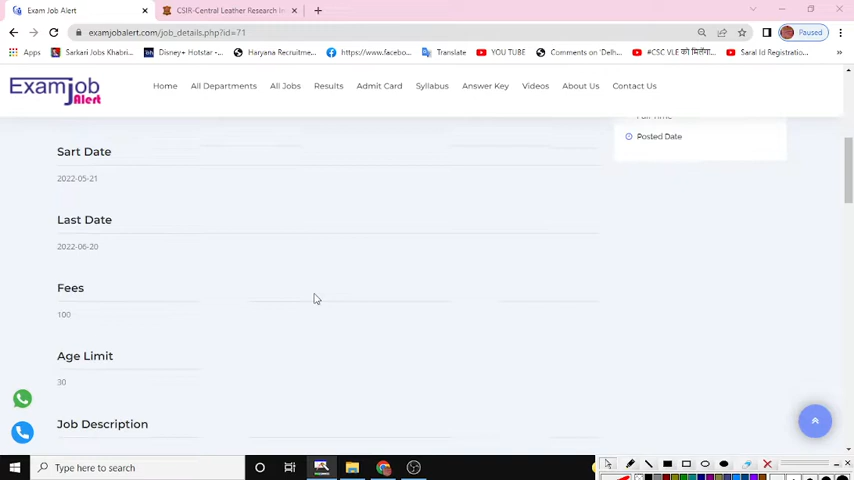 Exam Job Alert
CSIR-Central Leather Research In
examjobalert.com/job_details.php?id=71
Paused
Apps
Sarkari Jobs Khabri...
Disney+ Hotstar -...
Haryana Recruitme...
https://www.facebo...
Translate
YOU TUBE
Comments on 'Delh...
#CSC VLE को मिलेंगा...
Saral Id Registratio...
Examjob
Alert
Home
All Departments
All Jobs
Results
Admit Card
Syllabus
Answer Key
Videos
About Us
Contact Us
Full Time
Posted Date
Sart Date
2022-05-21
Last Date
2022-06-20
Fees
100
Age Limit
30
Job Description
Type here to search